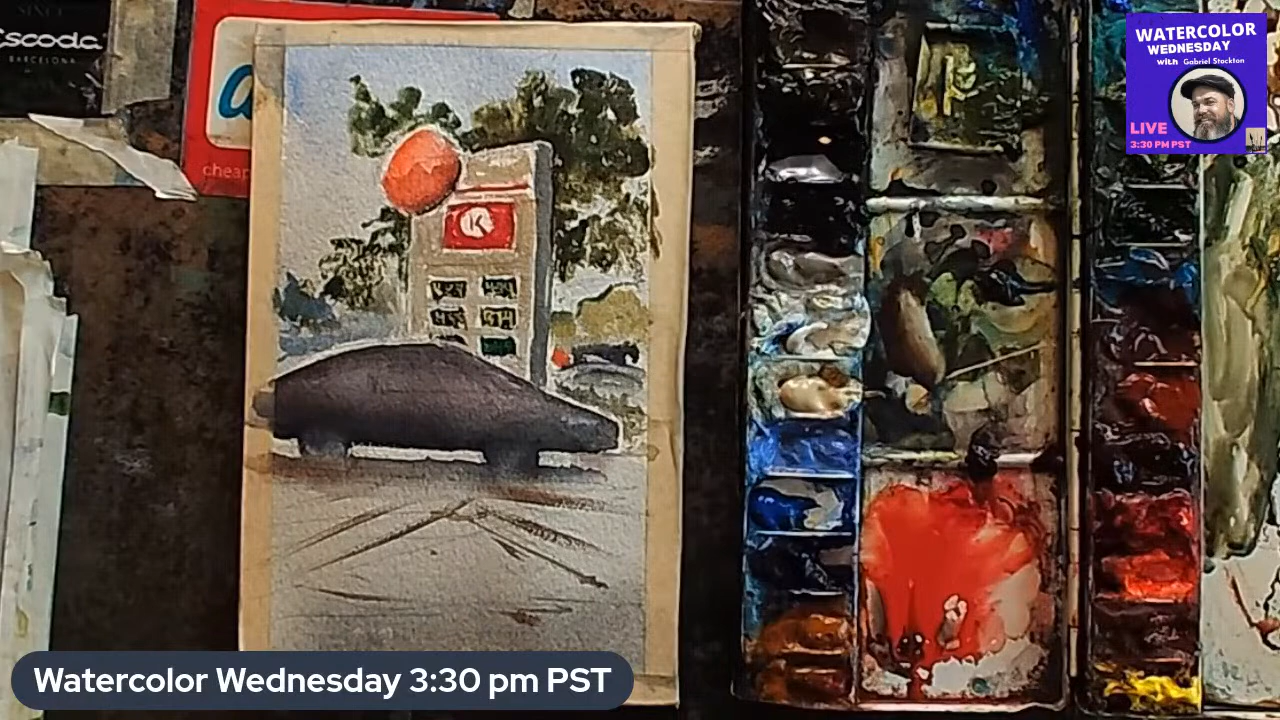 SINCE
escoda
BARCELONA
a
cheap
K
WATERCOLOR
WEDNESDAY
with Gabriel Stockton
LIVE
3:30 PM PST
Watercolor Wednesday 3:30 pm PST